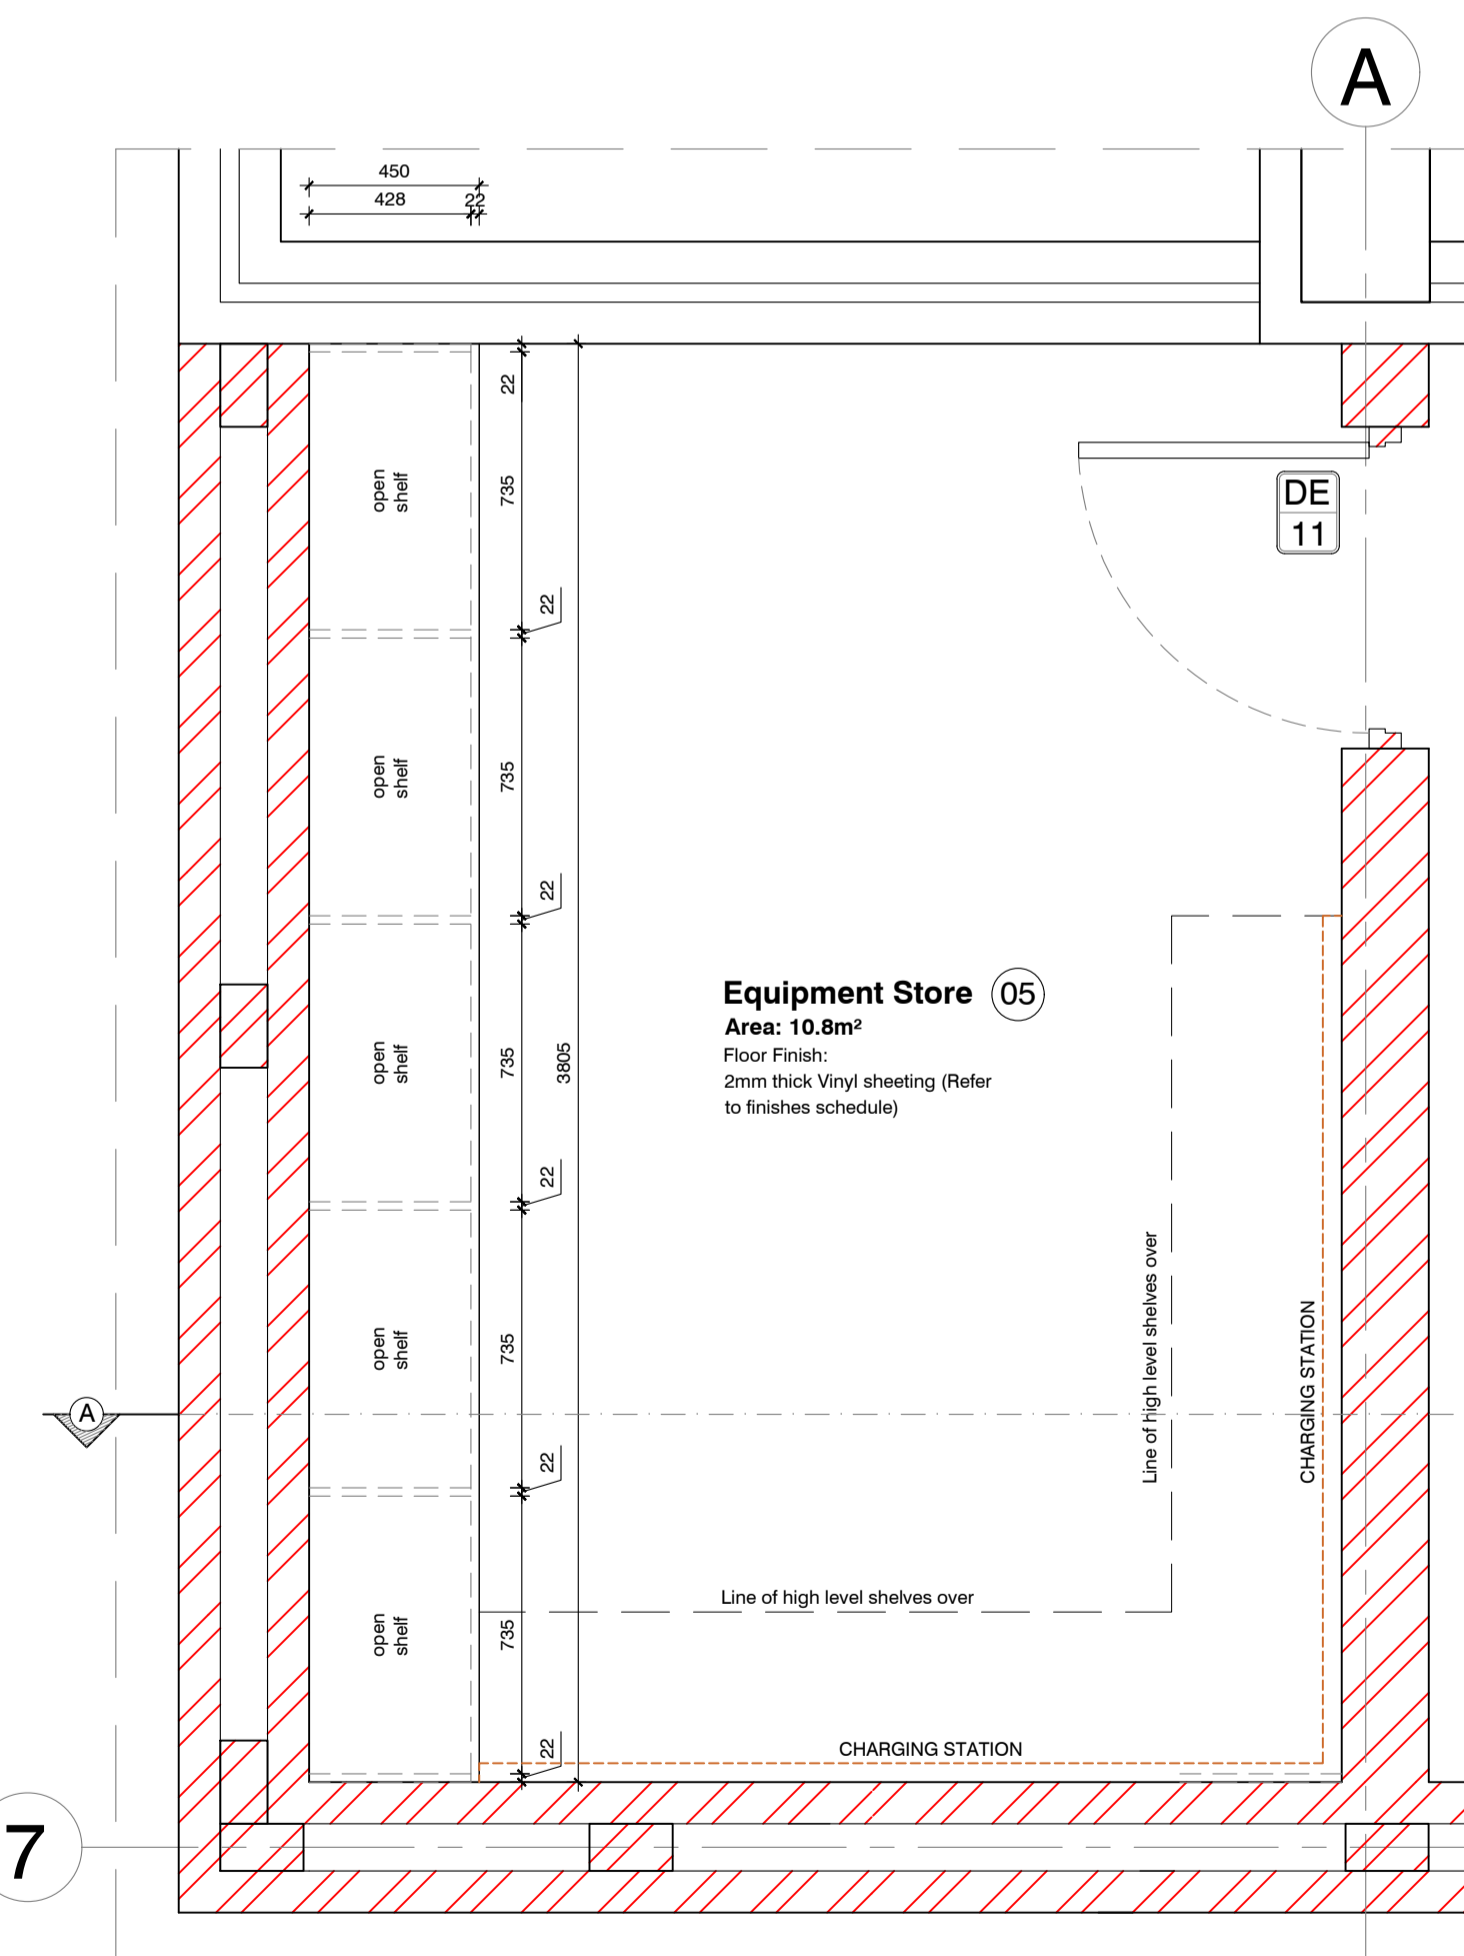 A
450
428
22
22
open
shelf
735
DE
11
22
open
shelf
735
22
Equipment Store 05
Area: 10.8m²
Floor Finish:
2mm thick Vinyl sheeting (Refer
to finishes schedule)
open
shelf
735
3805
22
Line of high level shelves over
CHARGING STATION
open
shelf
735
A
22
Line of high level shelves over
open
shelf
735
22
CHARGING STATION
7